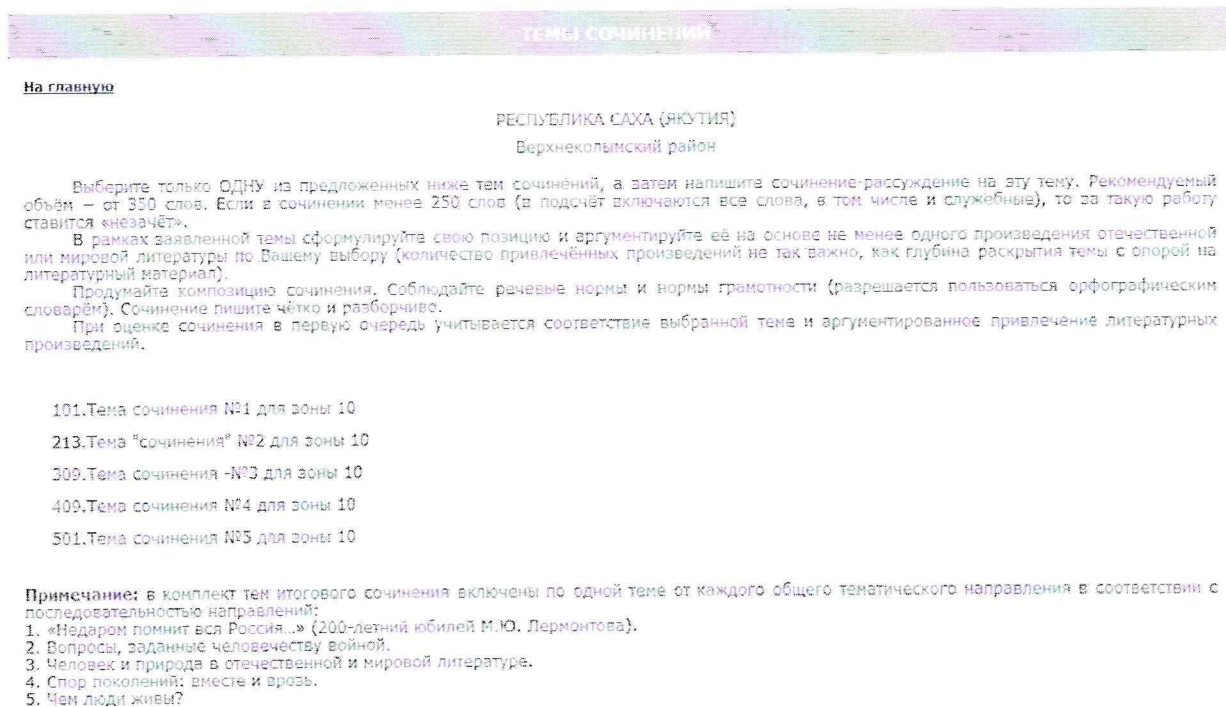 ТЕМЫ СОЧИНЕНИЙ
На главную
РЕСПУБЛИКА САХА (ЯКУТИЯ)
Верхнеколымский район
Выберите только ОДНУ из предложенных ниже тем сочинений, а затем напишите сочинение-рассуждение на эту тему. Рекомендуемый
объём – от 350 слов. Если в сочинении менее 250 слов (в подсчёт включаются все слова, в том числе и служебные), то за такую работу
ставится «незачёт».
В рамках заявленной темы сформулируйте свою позицию и аргументируйте её на основе не менее одного произведения отечественной
или мировой литературы по Вашему выбору (количество привлечённых произведений не так важно, как глубина раскрытия темы с опорой на
литературный материал).
Продумайте композицию сочинения. Соблюдайте речевые нормы и нормы грамотности (разрешается пользоваться орфографическим
словарём). Сочинение пишите чётко и разборчиво.
При оценке сочинения в первую очередь учитывается соответствие выбранной теме и аргументированное привлечение литературных
произведений.
101.Тема сочинения №1 для зоны 10
213.Тема "сочинения" №2 для зоны 10
309.Тема сочинения -№3 для зоны 10
409.Тема сочинения №4 для зоны 10
501.Тема сочинения №5 для зоны 10
Примечание: в комплект тем итогового сочинения включены по одной теме от каждого общего тематического направления в соответствии с
последовательностью направлений:
1. «Недаром помнит вся Россия...» (200-летний юбилей М.Ю. Лермонтова).
2. Вопросы, заданные человечеству войной.
3. Человек и природа в отечественной и мировой литературе.
4. Спор поколений: вместе и врозь.
5. Чем люди живы?